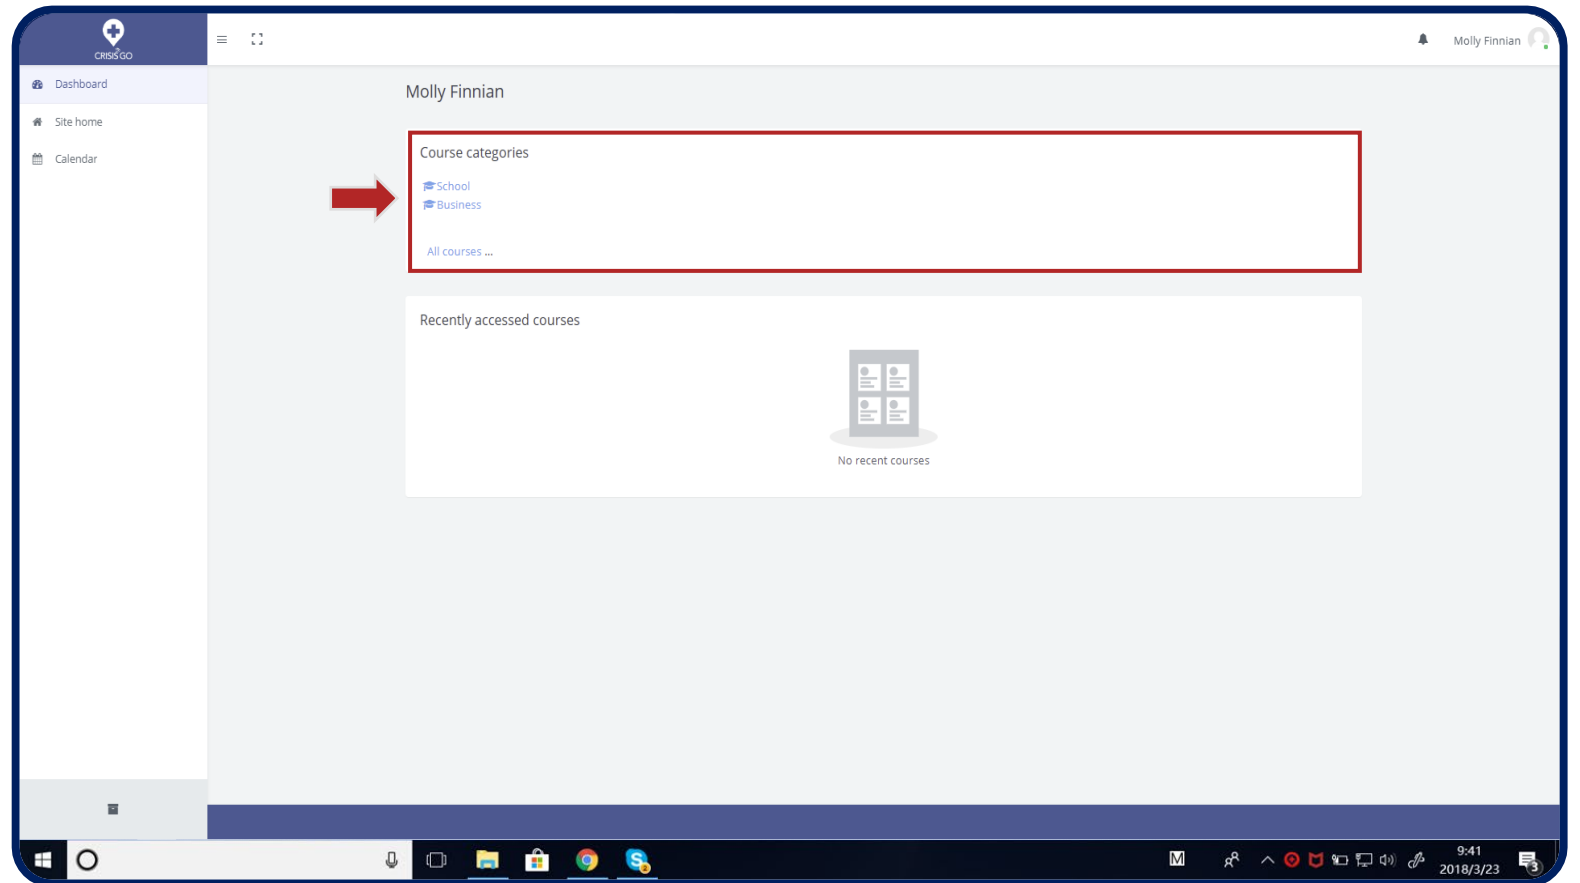 CRISIS GO
Molly Finnian
Dashboard
Site home
Calendar
Molly Finnian
Course categories
School
Business
All courses ...
Recently accessed courses
No recent courses
M
9:41
2018/3/23
3